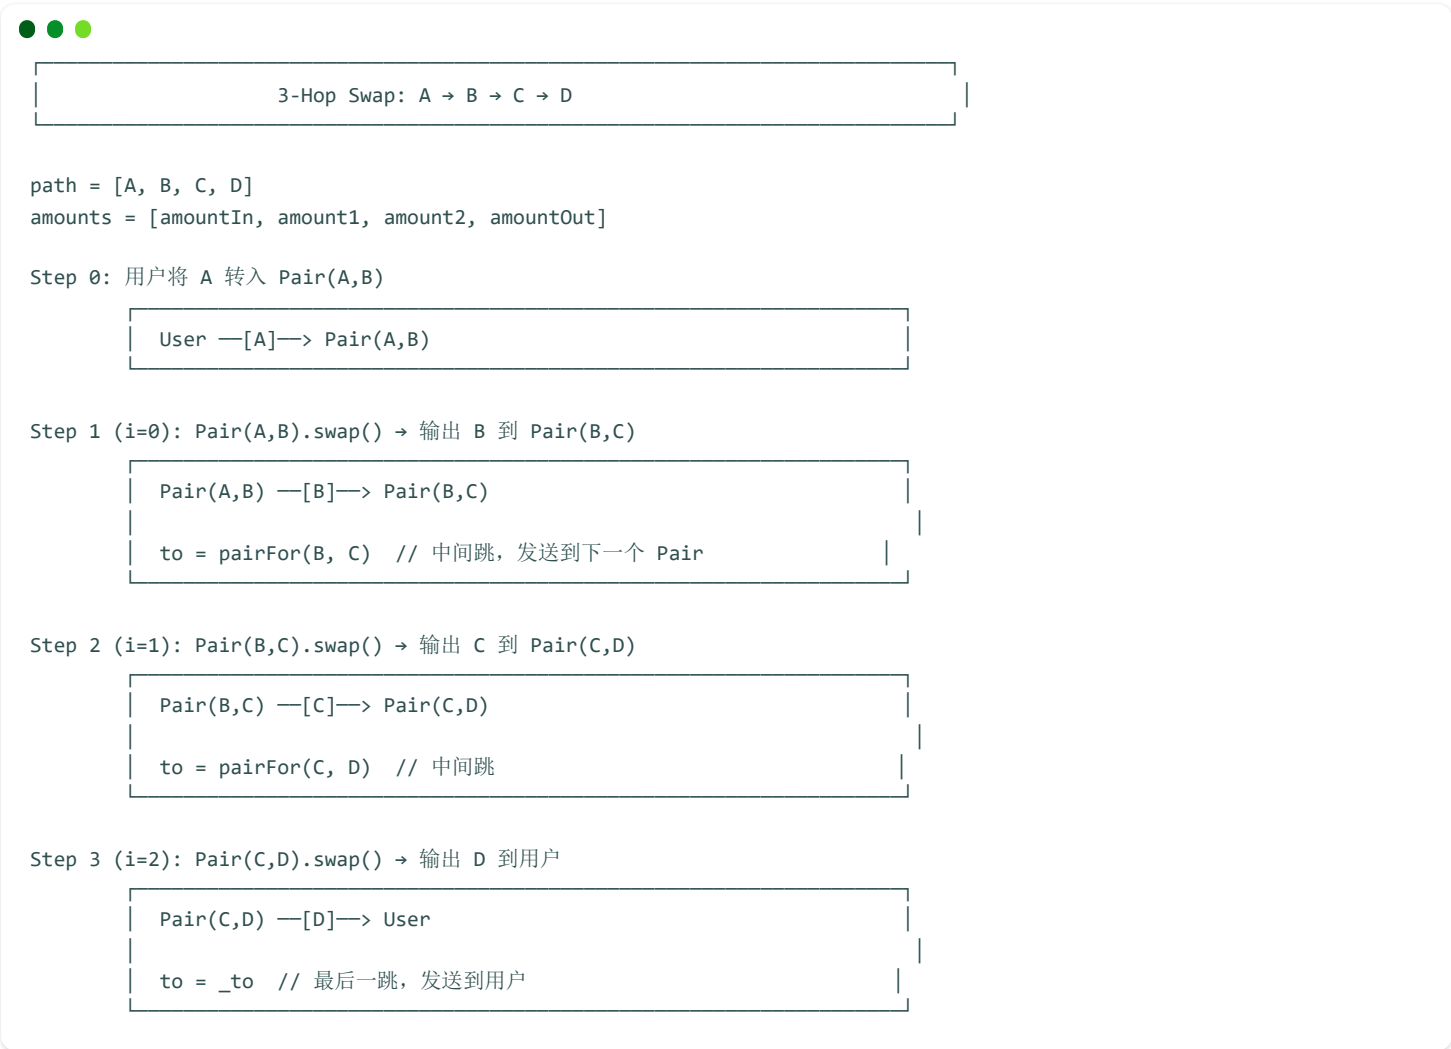 3-Hop Swap: A → B → C → D
path = [A, B, C, D]
amounts = [amountIn, amount1, amount2, amountOut]
Step 0: 用户将 A 转入 Pair(A,B)
User ──[A]──> Pair(A,B)
Step 1 (i=0): Pair(A,B).swap() → 输出 B 到 Pair(B,C)
Pair(A,B) ──[B]──> Pair(B,C)
to = pairFor(B, C)  // 中间跳，发送到下一个 Pair
Step 2 (i=1): Pair(B,C).swap() → 输出 C 到 Pair(C,D)
Pair(B,C) ──[C]──> Pair(C,D)
to = pairFor(C, D)  // 中间跳
Step 3 (i=2): Pair(C,D).swap() → 输出 D 到用户
Pair(C,D) ──[D]──> User
to = _to  // 最后一跳，发送到用户